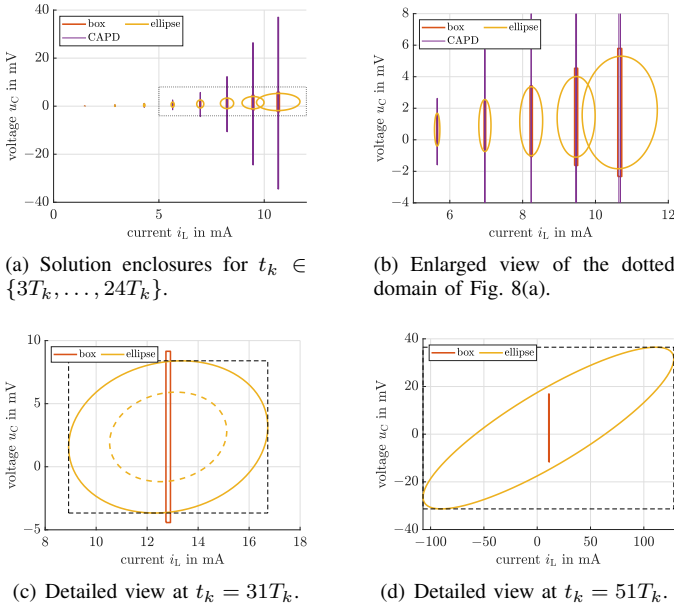 box ellipse
CAPD
40
20
0
-20
-40
voltage u_C in mV
0 5 10
current i_L in mA
(a) Solution enclosures for t_k ∈
{3T_k, . . . , 24T_k}.
box ellipse
CAPD
8
6
4
2
0
-2
-4
voltage u_C in mV
6 8 10 12
current i_L in mA
(b) Enlarged view of the dotted
domain of Fig. 8(a).
box ellipse
10
5
0
-5
voltage u_C in mV
8 10 12 14 16 18
current i_L in mA
(c) Detailed view at t_k = 31T_k.
box ellipse
40
20
0
-20
-40
voltage u_C in mV
-100 -50 0 50 100
current i_L in mA
(d) Detailed view at t_k = 51T_k.